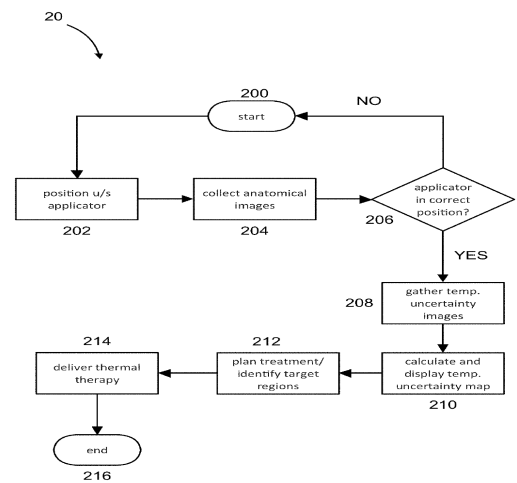 20
200
start
NO
position u/s
applicator
202
collect anatomical
images
204
applicator
in correct
position?
206
YES
208
gather temp.
uncertainty
images
calculate and
display temp.
uncertainty map
210
212
plan treatment/
identify target
regions
214
deliver thermal
therapy
end
216